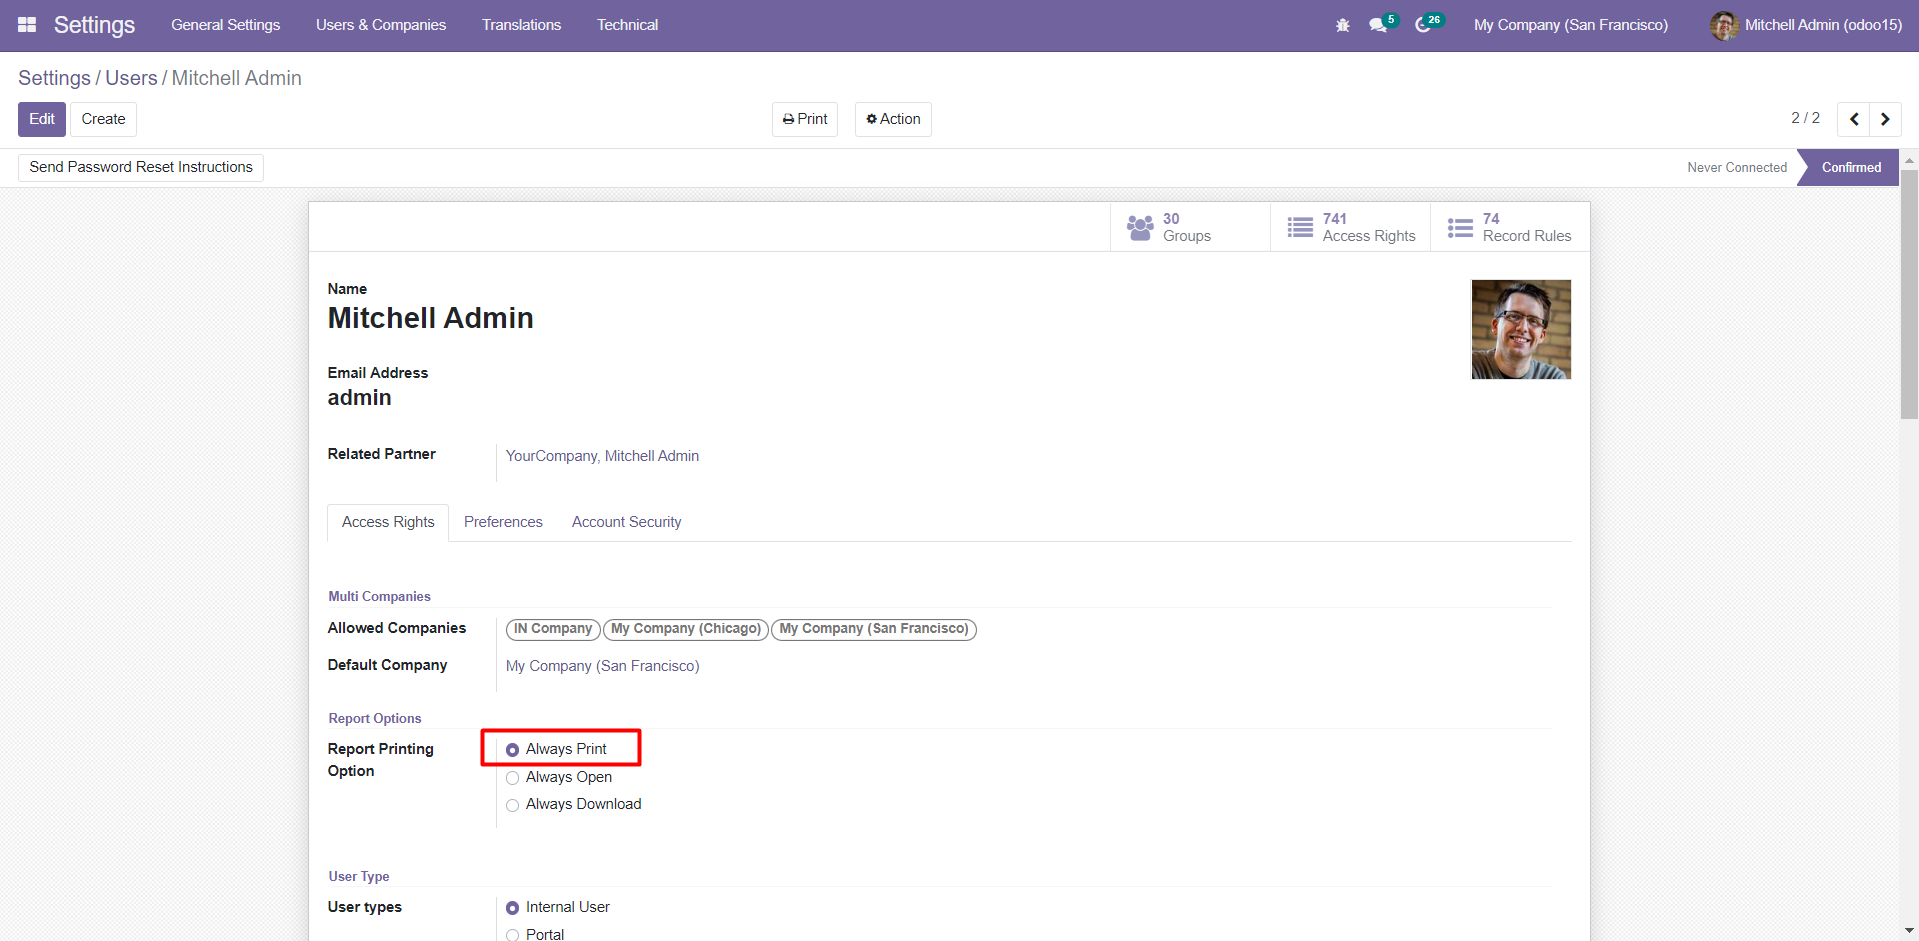 Settings General Settings Users & Companies Translations Technical 5 26 My Company (San Francisco) Mitchell Admin (odoo15)
Settings / Users / Mitchell Admin
Edit Create Print Action 2 / 2
Send Password Reset Instructions Never Connected Confirmed
30 Groups 741 Access Rights 74 Record Rules
Name
Mitchell Admin
Email Address
admin
Related Partner YourCompany, Mitchell Admin
Access Rights Preferences Account Security
Multi Companies
Allowed Companies IN Company My Company (Chicago) My Company (San Francisco)
Default Company My Company (San Francisco)
Report Options
Report Printing Option Always Print
Always Open
Always Download
User Type
User types Internal User
Portal